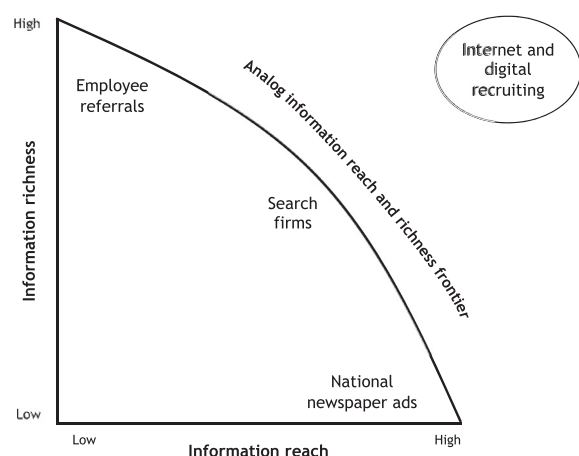 High
Internet and
digital
recruiting
Employee
referrals
Analog information reach and richness frontier
Information richness
Search
firms
National
newspaper ads
Low
Low
High
Information reach